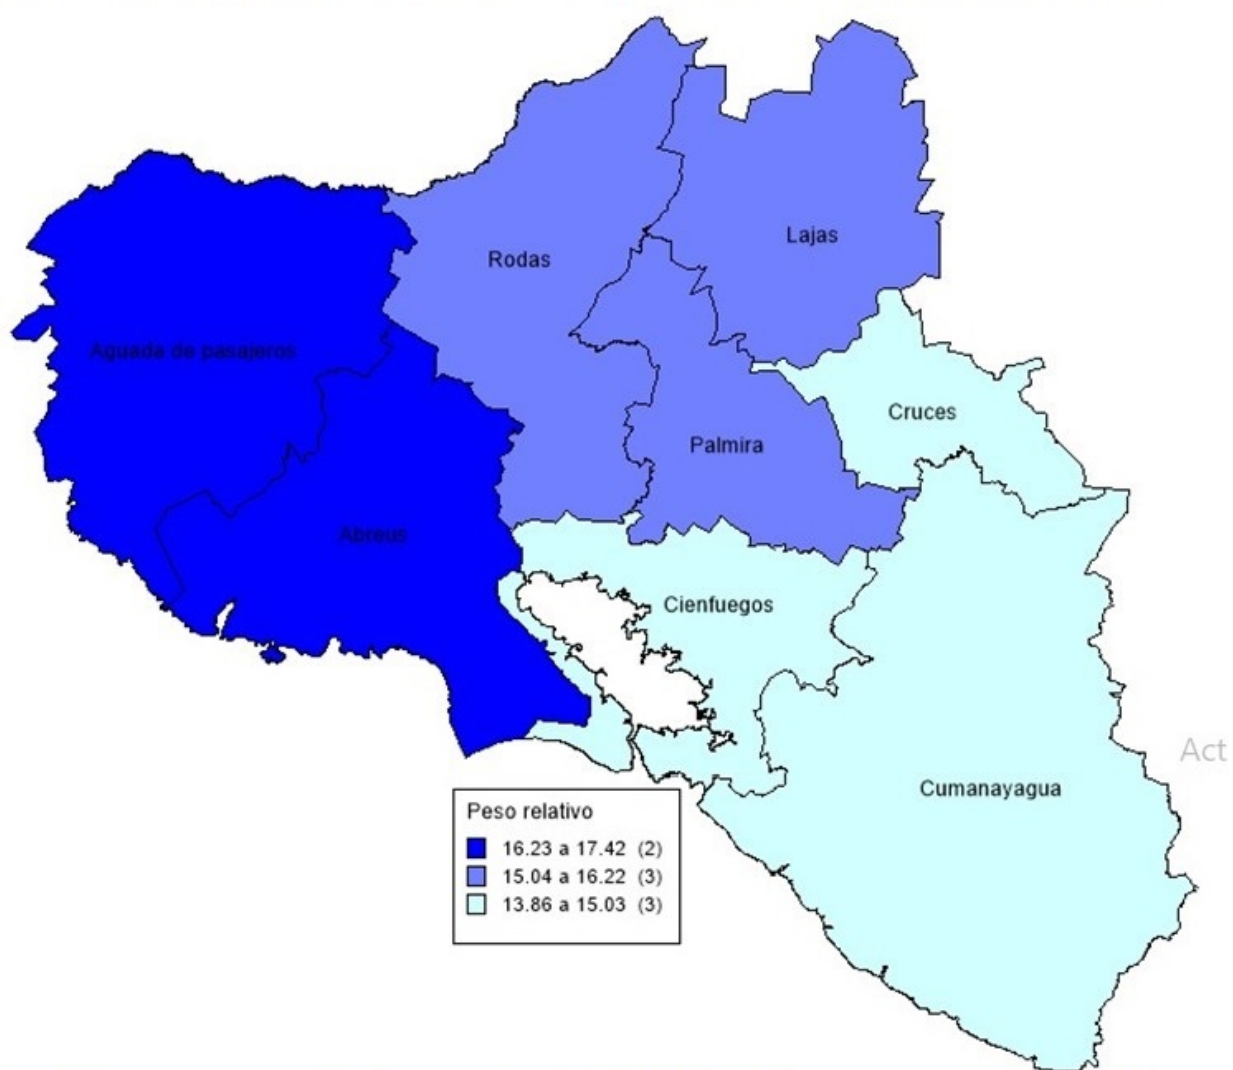 Lajas
Rodas
Aguada de pasajeros
Cruces
Palmira
Abreus
Cienfuegos
Act
Cumanayagua
Peso relativo
16.23 a 17.42 (2)
15.04 a 16.22 (3)
13.86 a 15.03 (3)